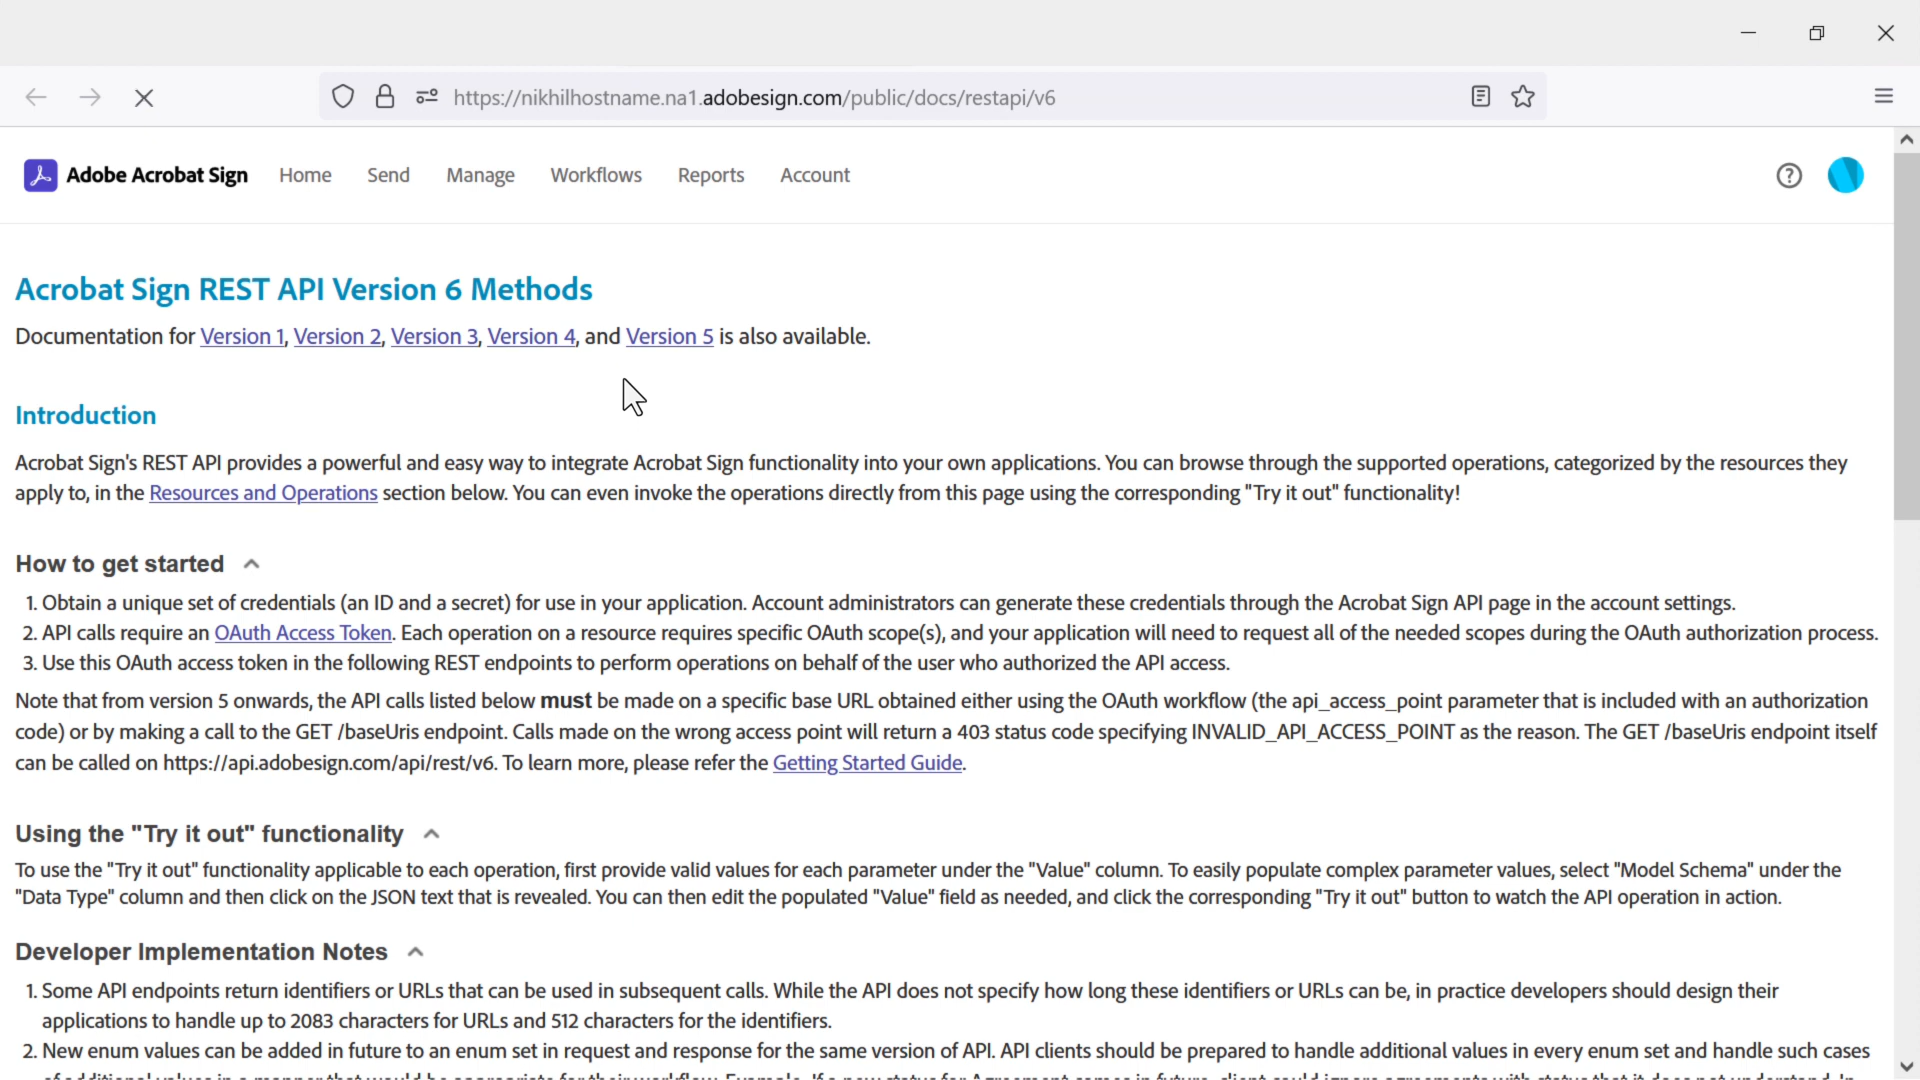 https://nikhilhostname.na1.adobesign.com/public/docs/restapi/v6
Adobe Acrobat Sign Home Send Manage Workflows Reports Account
Acrobat Sign REST API Version 6 Methods
Documentation for Version 1, Version 2, Version 3, Version 4, and Version 5 is also available.
Introduction
Acrobat Sign's REST API provides a powerful and easy way to integrate Acrobat Sign functionality into your own applications. You can browse through the supported operations, categorized by the resources they
apply to, in the Resources and Operations section below. You can even invoke the operations directly from this page using the corresponding "Try it out" functionality!
How to get started
1. Obtain a unique set of credentials (an ID and a secret) for use in your application. Account administrators can generate these credentials through the Acrobat Sign API page in the account settings.
2. API calls require an OAuth Access Token. Each operation on a resource requires specific OAuth scope(s), and your application will need to request all of the needed scopes during the OAuth authorization process.
3. Use this OAuth access token in the following REST endpoints to perform operations on behalf of the user who authorized the API access.
Note that from version 5 onwards, the API calls listed below must be made on a specific base URL obtained either using the OAuth workflow (the api_access_point parameter that is included with an authorization
code) or by making a call to the GET /baseUris endpoint. Calls made on the wrong access point will return a 403 status code specifying INVALID_API_ACCESS_POINT as the reason. The GET /baseUris endpoint itself
can be called on https://api.adobesign.com/api/rest/v6. To learn more, please refer the Getting Started Guide.
Using the "Try it out" functionality
To use the "Try it out" functionality applicable to each operation, first provide valid values for each parameter under the "Value" column. To easily populate complex parameter values, select "Model Schema" under the
"Data Type" column and then click on the JSON text that is revealed. You can then edit the populated "Value" field as needed, and click the corresponding "Try it out" button to watch the API operation in action.
Developer Implementation Notes
1. Some API endpoints return identifiers or URLs that can be used in subsequent calls. While the API does not specify how long these identifiers or URLs can be, in practice developers should design their
applications to handle up to 2083 characters for URLs and 512 characters for the identifiers.
2. New enum values can be added in future to an enum set in request and response for the same version of API. API clients should be prepared to handle additional values in every enum set and handle such cases